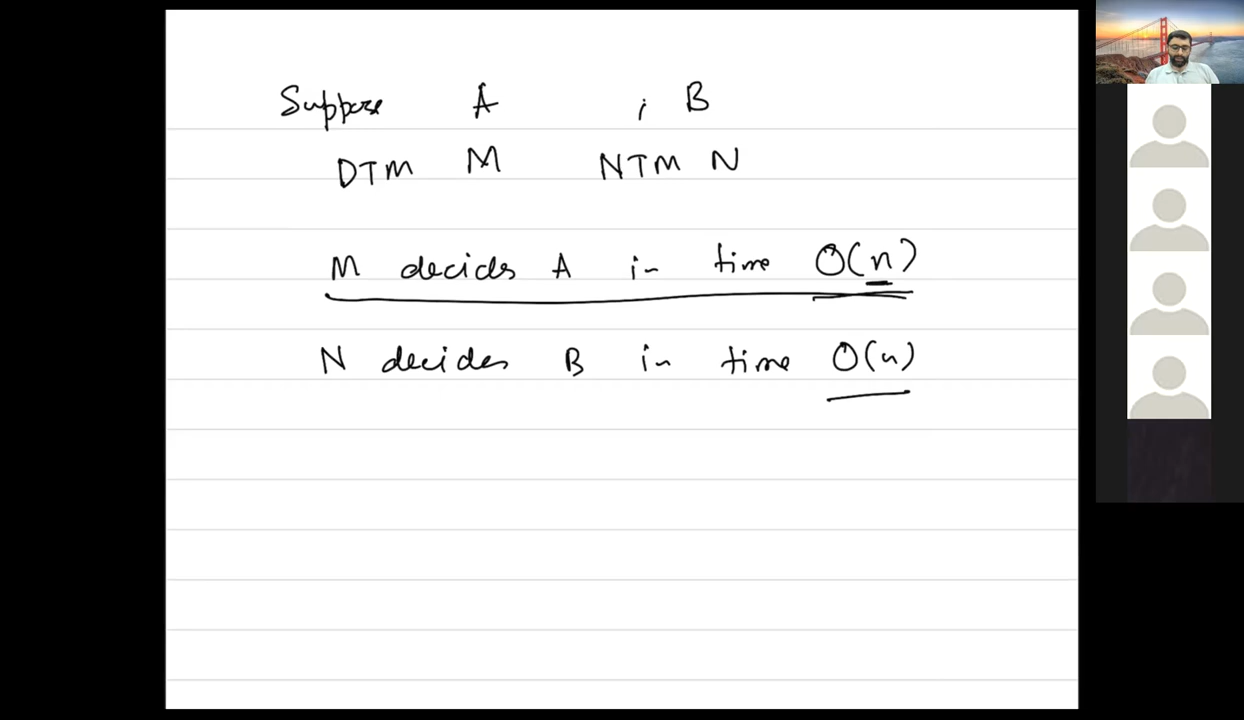 Suppose A ; B
DTM M NTM N
M decides A in time O(n)
N decides B in time O(n)